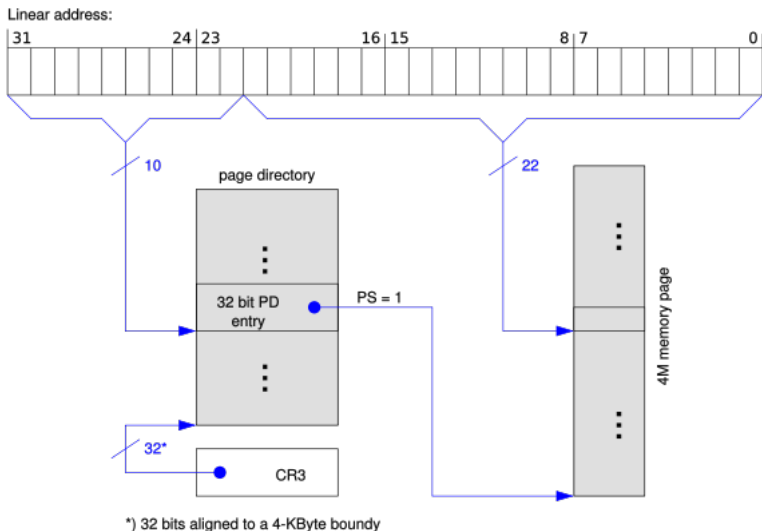 Linear address:
31 24 23 16 15 8 7 0
10 22
page directory
32 bit PD
entry
PS = 1
4M memory page
32*
CR3
*) 32 bits aligned to a 4-KByte boundy